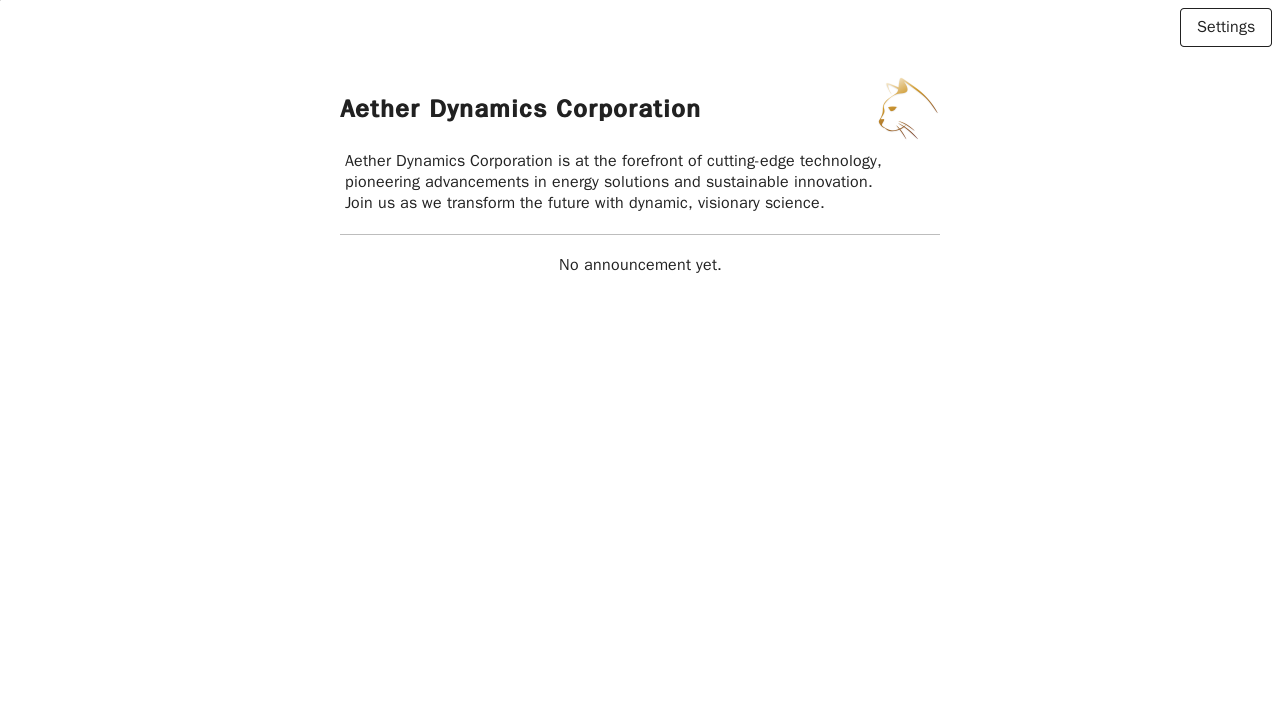 Settings
Aether Dynamics Corporation
Aether Dynamics Corporation is at the forefront of cutting-edge technology,
pioneering advancements in energy solutions and sustainable innovation.
Join us as we transform the future with dynamic, visionary science.
No announcement yet.